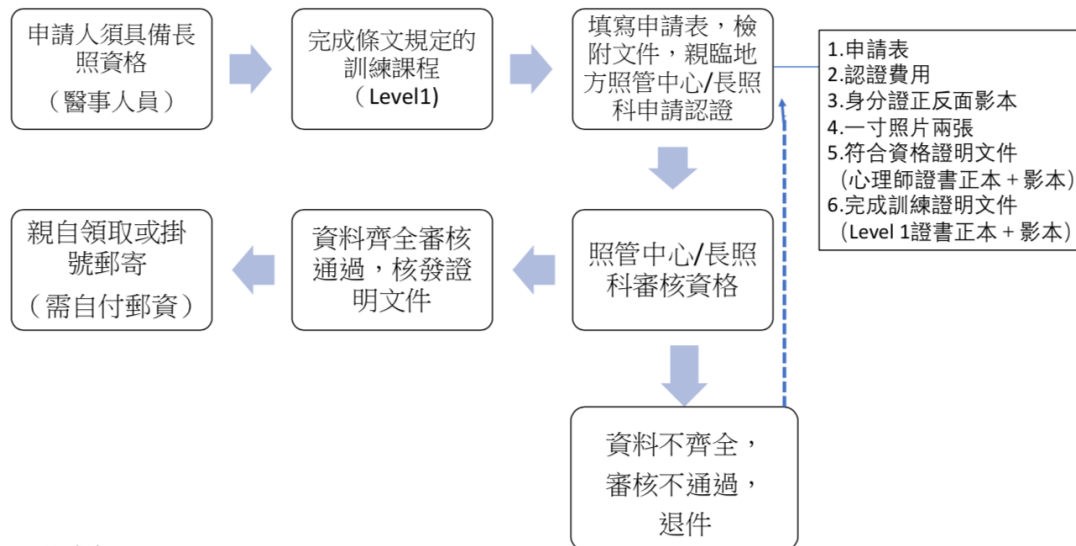 申請人須具備長
照資格
（醫事人員）
完成條文規定的
訓練課程
（Level1)
填寫申請表，檢
附文件，親臨地
方照管中心/長照
科申請認證
1.申請表
2.認證費用
3.身分證正反面影本
4.一寸照片兩張
5.符合資格證明文件
（心理師證書正本＋影本）
6.完成訓練證明文件
（Level 1證書正本＋影本）
照管中心/長照
科審核資格
資料齊全審核
通過，核發證
明文件
親自領取或掛
號郵寄
（需自付郵資）
資料不齊全，
審核不通過，
退件